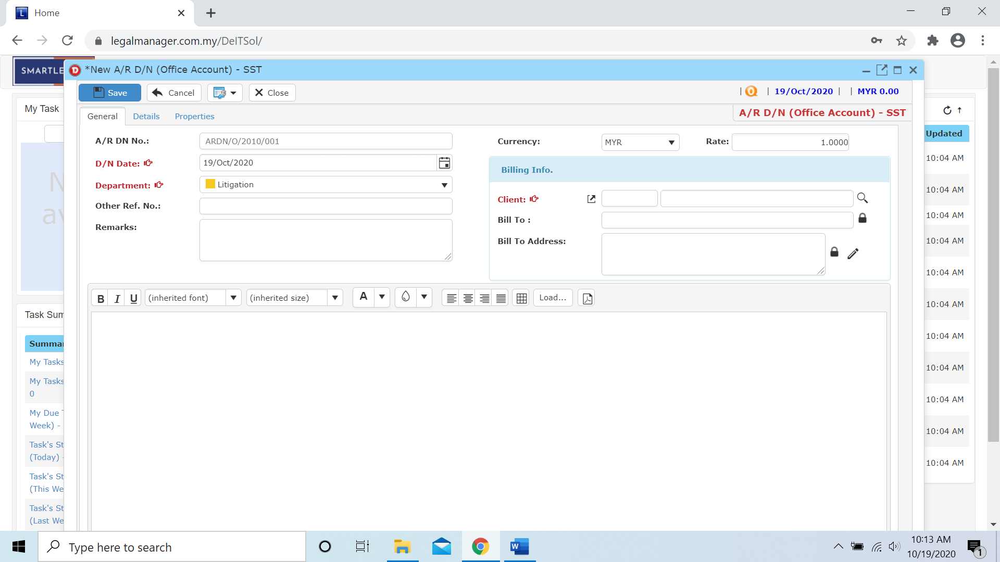 Home
legalmanager.com.my/DeITSol/
SMARTLE
*New A/R D/N (Office Account) - SST
Save Cancel Close | | 19/Oct/2020 | | MYR 0.00
General Details Properties A/R D/N (Office Account) - SST
A/R DN No.: ARDN/O/2010/001
D/N Date: 19/Oct/2020
Department: Litigation
Other Ref. No.:
Remarks:
Currency: MYR Rate: 1.0000
Billing Info.
Client:
Bill To :
Bill To Address:
B I U (inherited font) (inherited size) A Load...
My Task
N
av
Task Sum
Summa
My Tasks
My Tasks
0
My Due T
Week) -
Task's St
(Today) -
Task's St
(This We
Task's St
(Last We
Updated
10:04 AM
10:04 AM
10:04 AM
10:04 AM
10:04 AM
10:04 AM
10:04 AM
10:04 AM
10:04 AM
10:04 AM
10:04 AM
Type here to search
10:13 AM
10/19/2020
1